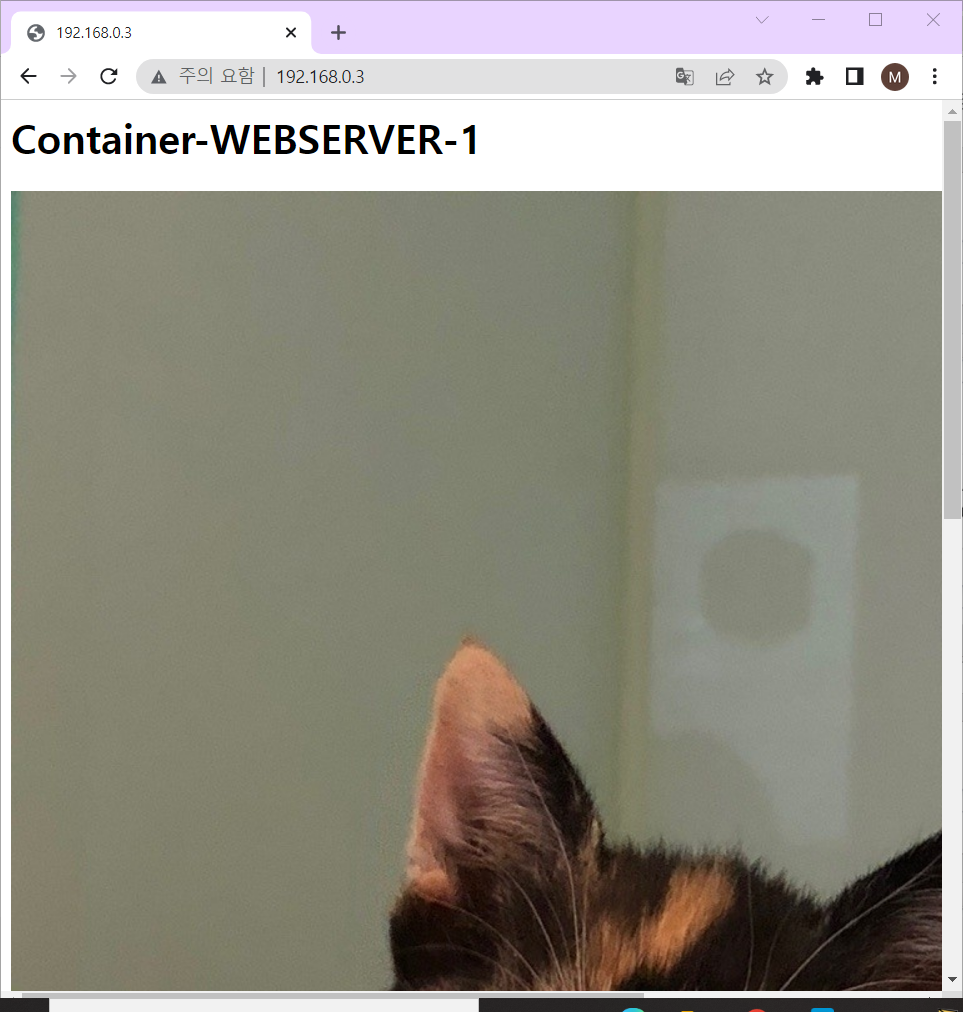 192.168.0.3
주의 요함 | 192.168.0.3
M
Container-WEBSERVER-1